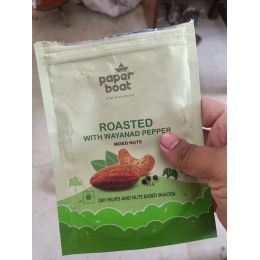 paper
boat
ROASTED
WITH WAYANAD PEPPER
MIXED NUTS
DRY FRUITS AND NUTS BASED SNACKS